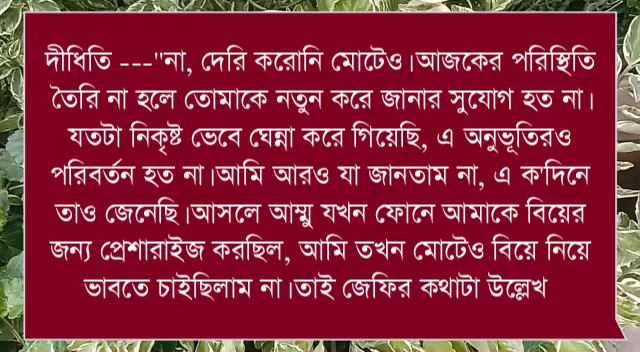 দীধিতি ---"না, দেরি করোনি মোটেও।আজকের পরিস্থিতি
তৈরি না হলে তোমাকে নতুন করে জানার সুযোগ হত না।
যতটা নিকৃষ্ট ভেবে ঘেন্না করে গিয়েছি, এ অনুভূতিরও
পরিবর্তন হত না।আমি আরও যা জানতাম না, এ ক'দিনে
তাও জেনেছি।আসলে আম্মু যখন ফোনে আমাকে বিয়ের
জন্য প্রেশারাইজ করছিল, আমি তখন মোটেও বিয়ে নিয়ে
ভাবতে চাইছিলাম না।তাই জেফির কথাটা উল্লেখ